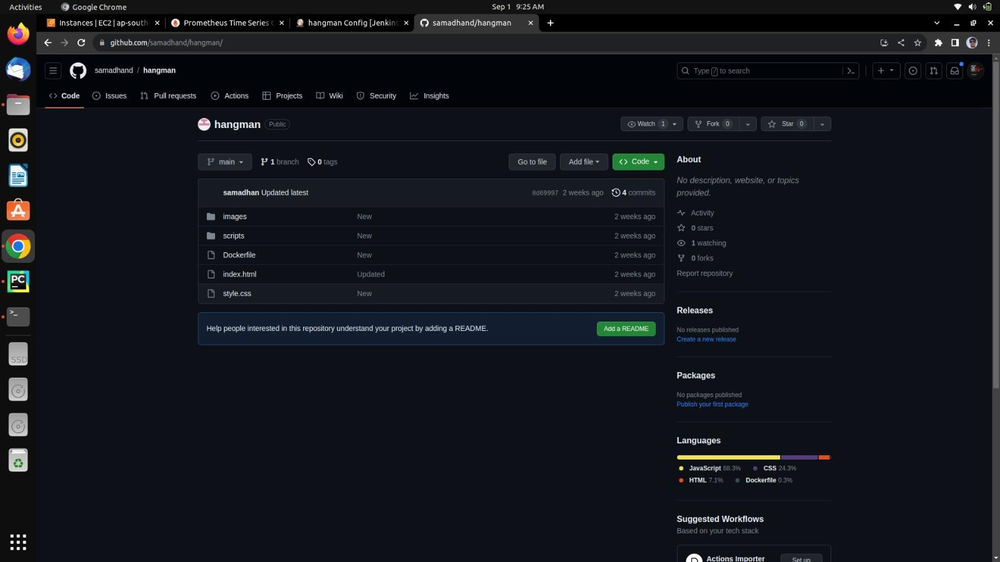 Activities Google Chrome Sep 1 9:25 AM
Instances | EC2 | ap-south- Prometheus Time Series hangman Config [Jenkins samadhand/hangman
github.com/samadhand/hangman/
samadhand / hangman Type / to search
Code Issues Pull requests Actions Projects Wiki Security Insights
hangman Public Watch 1 Fork 0 Star 0
main 1 branch 0 tags Go to file Add file Code
samadhan Updated latest 8d69997 2 weeks ago 4 commits
images New 2 weeks ago
scripts New 2 weeks ago
Dockerfile New 2 weeks ago
index.html Updated 2 weeks ago
style.css New 2 weeks ago
Help people interested in this repository understand your project by adding a README. Add a README
About
No description, website, or topics
provided.
Activity
0 stars
1 watching
0 forks
Report repository
Releases
No releases published
Create a new release
Packages
No packages published
Publish your first package
Languages
JavaScript 68.3% CSS 24.3%
HTML 7.1% Dockerfile 0.3%
Suggested Workflows
Based on your tech stack
Actions Importer Set up
PC
SSD